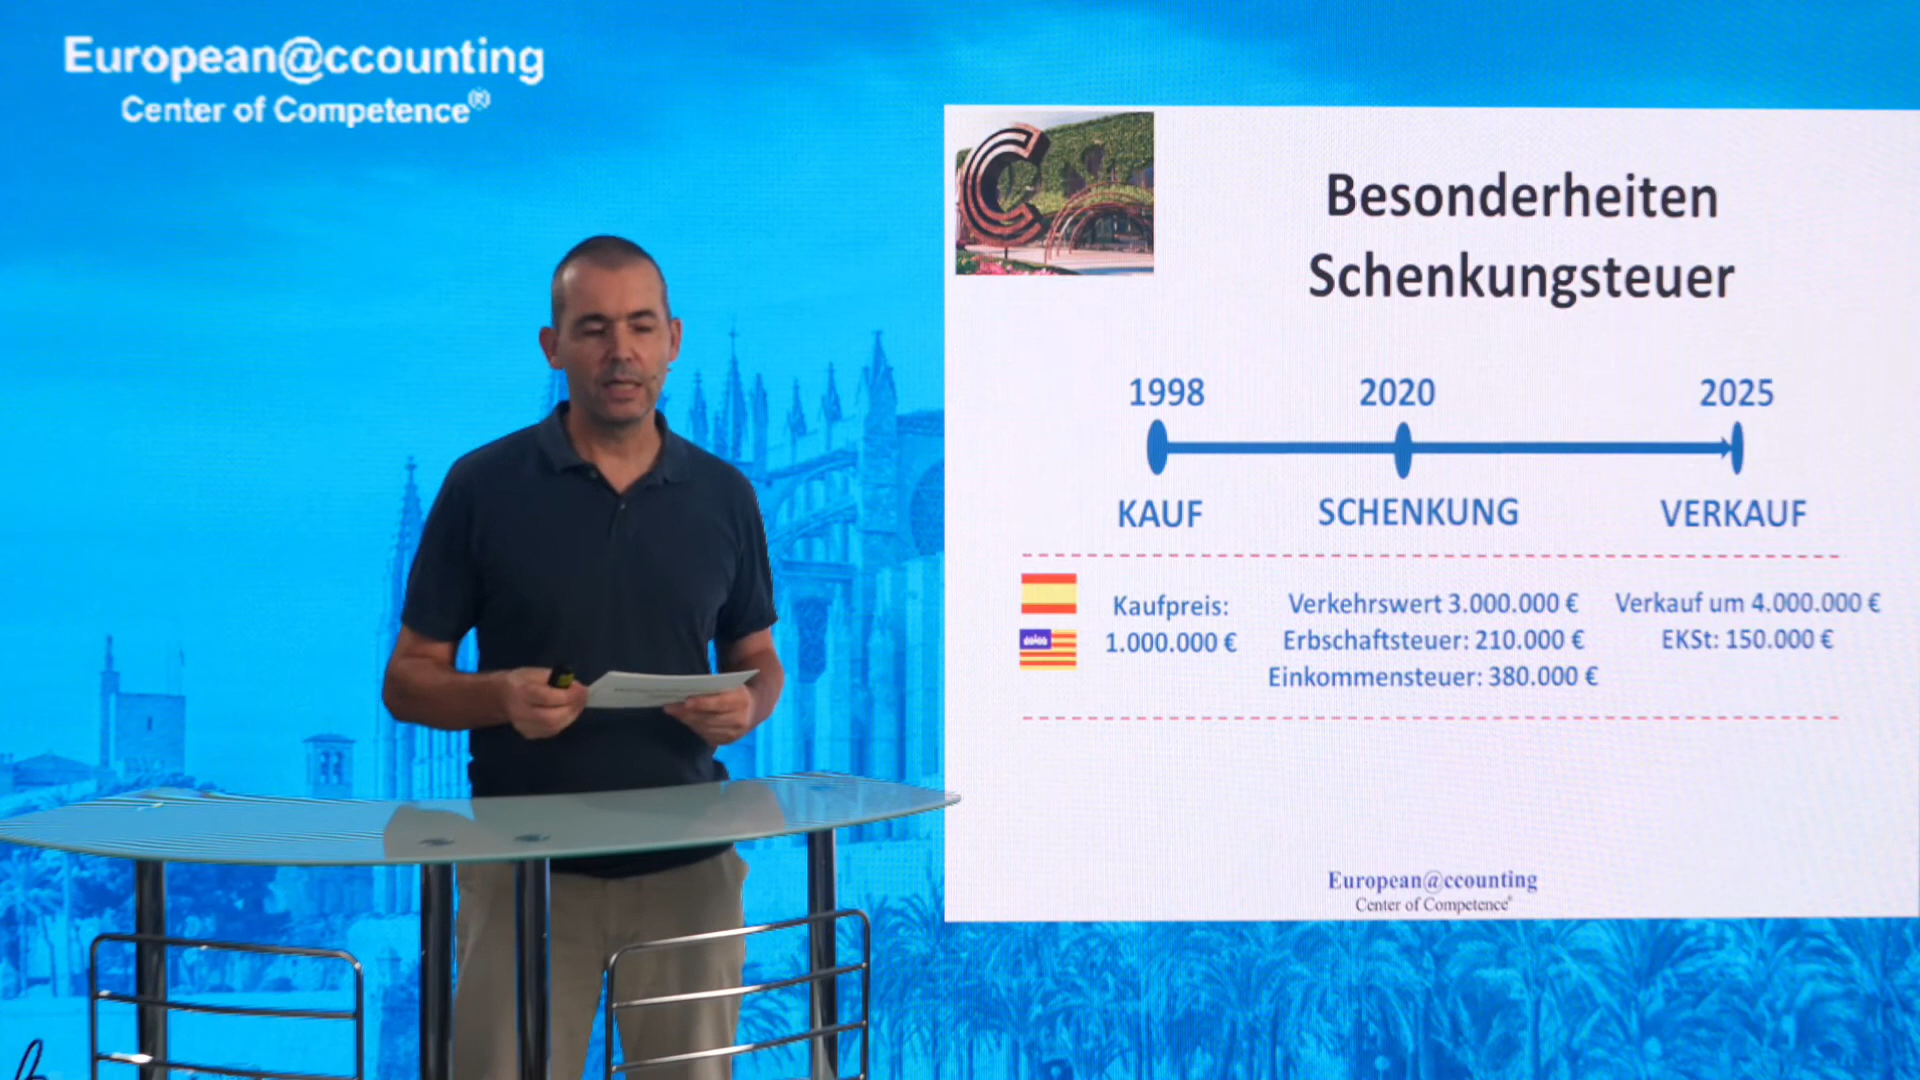 European@ccounting
Center of Competence®
Besonderheiten
Schenkungsteuer
1998
2020
2025
KAUF
SCHENKUNG
VERKAUF
Kaufpreis:
1.000.000 €
Verkehrswert 3.000.000 €
Erbschaftsteuer: 210.000 €
Einkommensteuer: 380.000 €
Verkauf um 4.000.000 €
EKSt: 150.000 €
European@ccounting
Center of Competence®